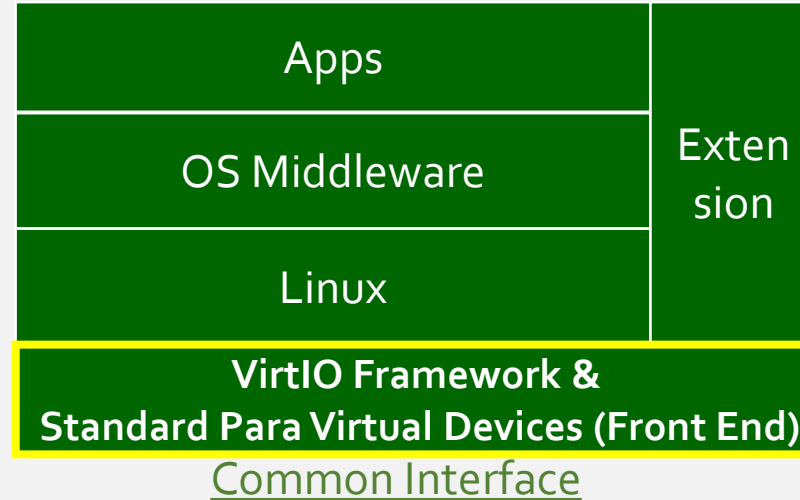 Apps
OS Middleware
Exten
sion
Linux
VirtIO Framework &
Standard Para Virtual Devices (Front End)
Common Interface